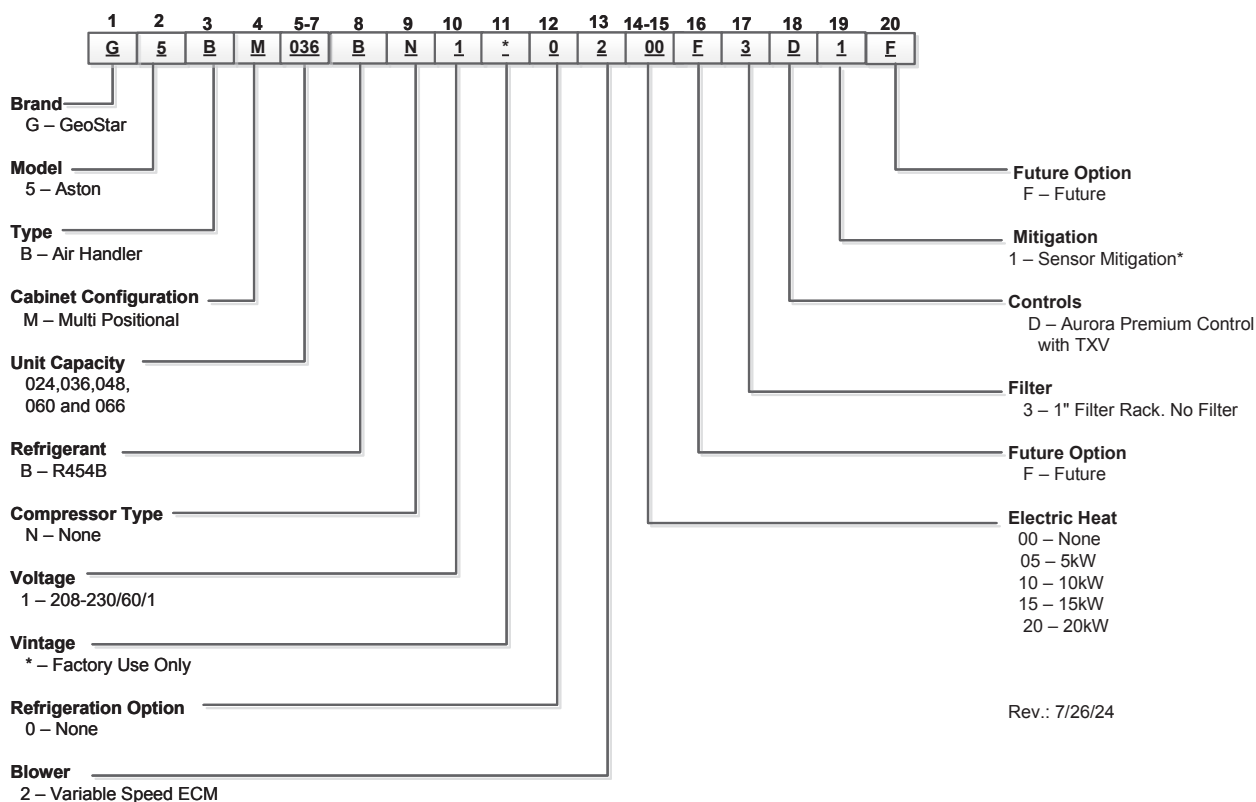 1 2 3 4 5-7 8 9 10 11 12 13 14-15 16 17 18 19 20
G 5 B M 036 B N 1 * 0 2 00 F 3 D 1 F
Brand
G – GeoStar
Model
5 – Aston
Type
B – Air Handler
Cabinet Configuration
M – Multi Positional
Unit Capacity
024,036,048,
060 and 066
Refrigerant
B – R454B
Compressor Type
N – None
Voltage
1 – 208-230/60/1
Vintage
* – Factory Use Only
Refrigeration Option
0 – None
Blower
2 – Variable Speed ECM
Future Option
F – Future
Mitigation
1 – Sensor Mitigation*
Controls
D – Aurora Premium Control
with TXV
Filter
3 – 1" Filter Rack. No Filter
Future Option
F – Future
Electric Heat
00 – None
05 – 5kW
10 – 10kW
15 – 15kW
20 – 20kW
Rev.: 7/26/24